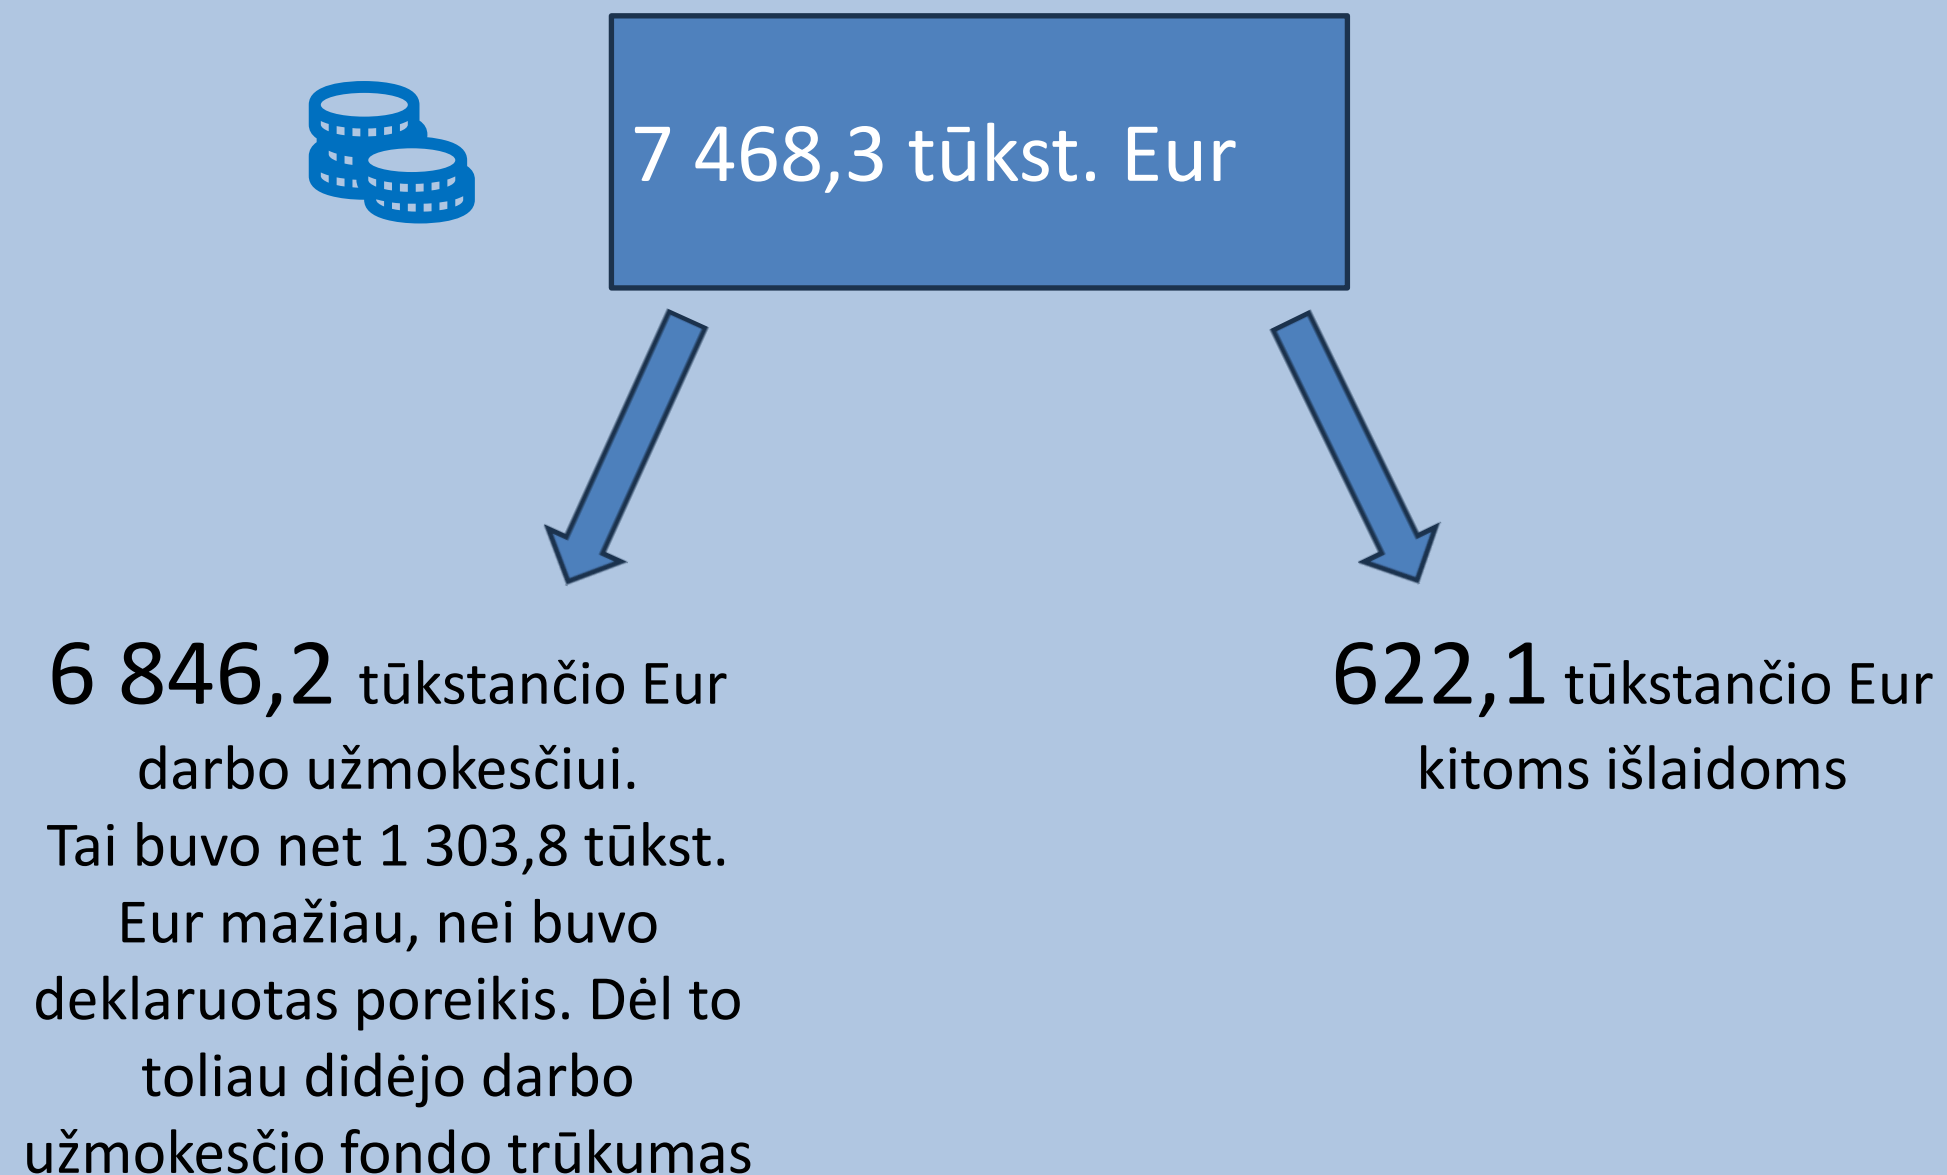 7 468,3 tūkst. Eur
6 846,2 tūkstančio Eur
darbo užmokesčiui.
Tai buvo net 1 303,8 tūkst.
Eur mažiau, nei buvo
deklaruotas poreikis. Dėl to
toliau didėjo darbo
užmokesčio fondo trūkumas
622,1 tūkstančio Eur
kitoms išlaidoms